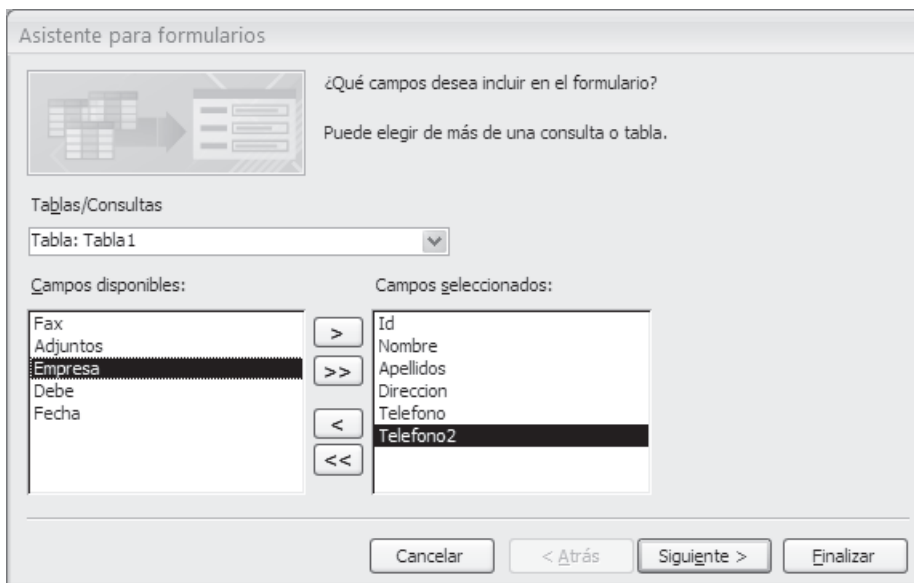 Asistente para formularios
¿Qué campos desea incluir en el formulario?
Puede elegir de más de una consulta o tabla.
Tablas/Consultas
Tabla: Tabla1
Campos disponibles:
Fax
Adjuntos
Empresa
Debe
Fecha
>
>>
<
<<
Campos seleccionados:
Id
Nombre
Apellidos
Direccion
Telefono
Telefono2
Cancelar
< Atrás
Siguiente >
Finalizar